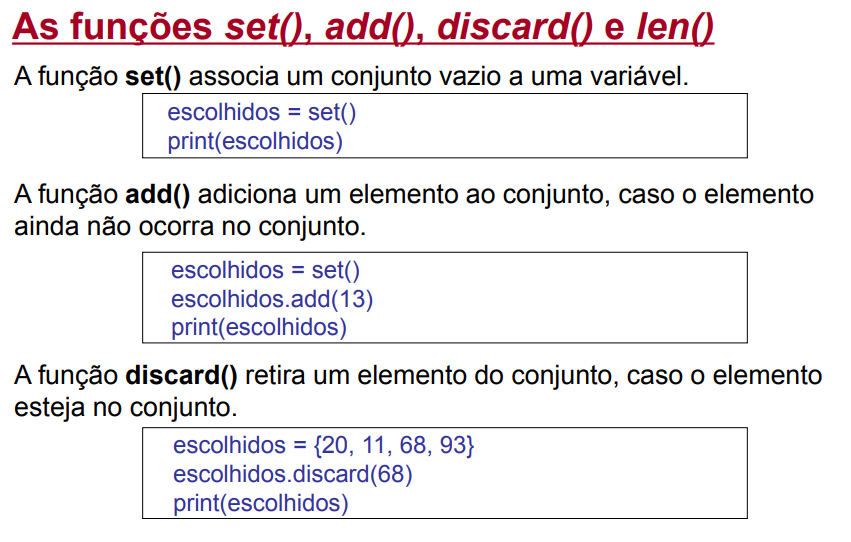 As funções set(), add(), discard() e len()
A função set() associa um conjunto vazio a uma variável.
escolhidos = set()
print(escolhidos)
A função add() adiciona um elemento ao conjunto, caso o elemento
ainda não ocorra no conjunto.
escolhidos = set()
escolhidos.add(13)
print(escolhidos)
A função discard() retira um elemento do conjunto, caso o elemento
esteja no conjunto.
escolhidos = {20, 11, 68, 93}
escolhidos.discard(68)
print(escolhidos)